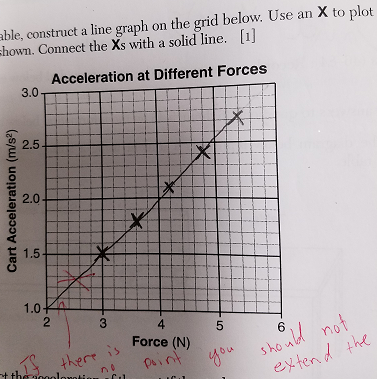 able, construct a line graph on the grid below. Use an X to plot
shown. Connect the Xs with a solid line. [1]
Acceleration at Different Forces
3.0
2.5
2.0
1.5
1.0
Cart Acceleration (m/s²)
2 3 4 5 6
Force (N)
If there is no point you should not extend the